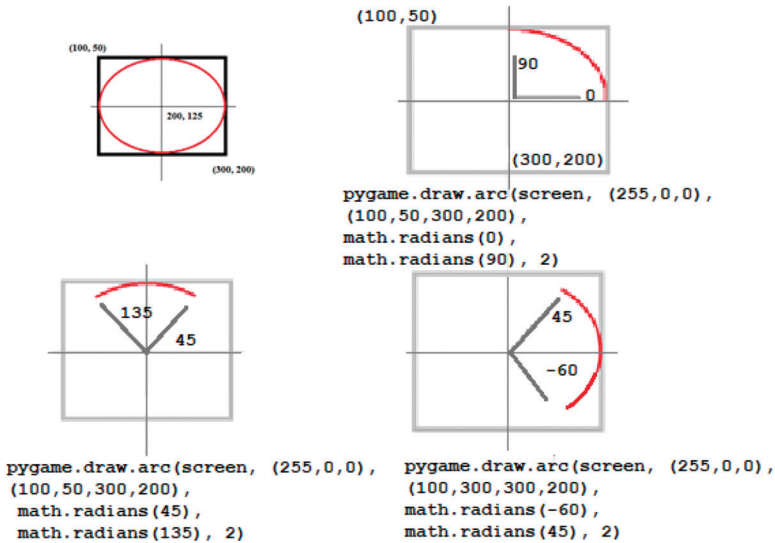 (100, 50)
200, 125
(300, 200)
(100,50)
90
0
(300,200)
pygame.draw.arc(screen, (255,0,0),
(100,50,300,200),
math.radians(0),
math.radians(90), 2)
135
45
pygame.draw.arc(screen, (255,0,0),
(100,50,300,200),
math.radians(45),
math.radians(135), 2)
45
-60
pygame.draw.arc(screen, (255,0,0),
(100,300,300,200),
math.radians(-60),
math.radians(45), 2)